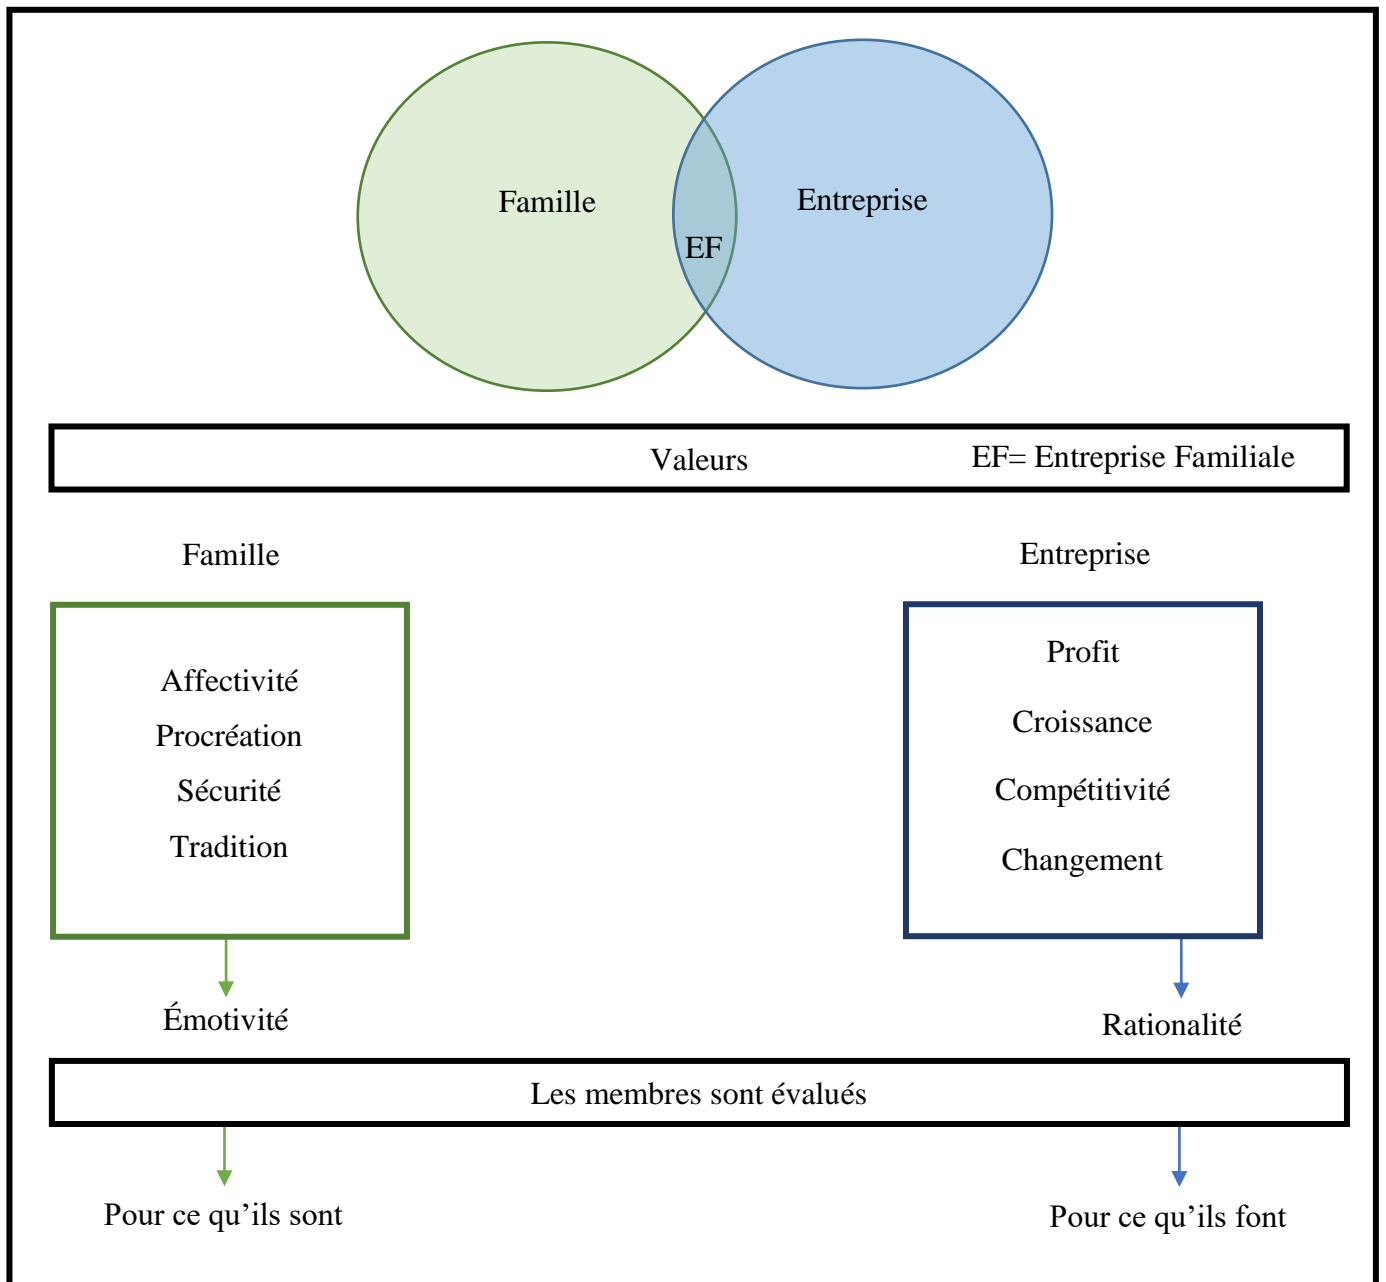 Famille
Entreprise
EF
Valeurs
EF= Entreprise Familiale
Famille
Entreprise
Affectivité
Procréation
Sécurité
Tradition
Profit
Croissance
Compétitivité
Changement
Émotivité
Rationalité
Les membres sont évalués
Pour ce qu’ils sont
Pour ce qu’ils font